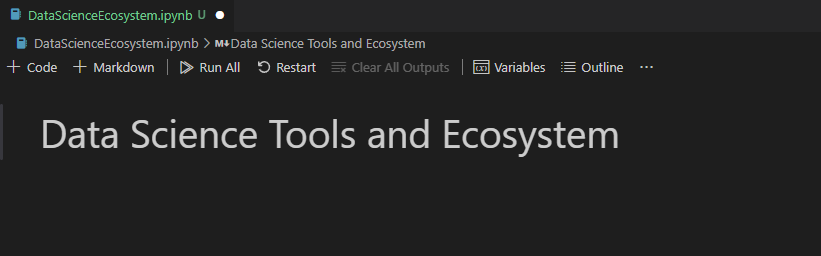 DataScienceEcosystem.ipynb U
DataScienceEcosystem.ipynb > M↓Data Science Tools and Ecosystem
+ Code + Markdown Run All Restart Clear All Outputs (x) Variables Outline ...
Data Science Tools and Ecosystem